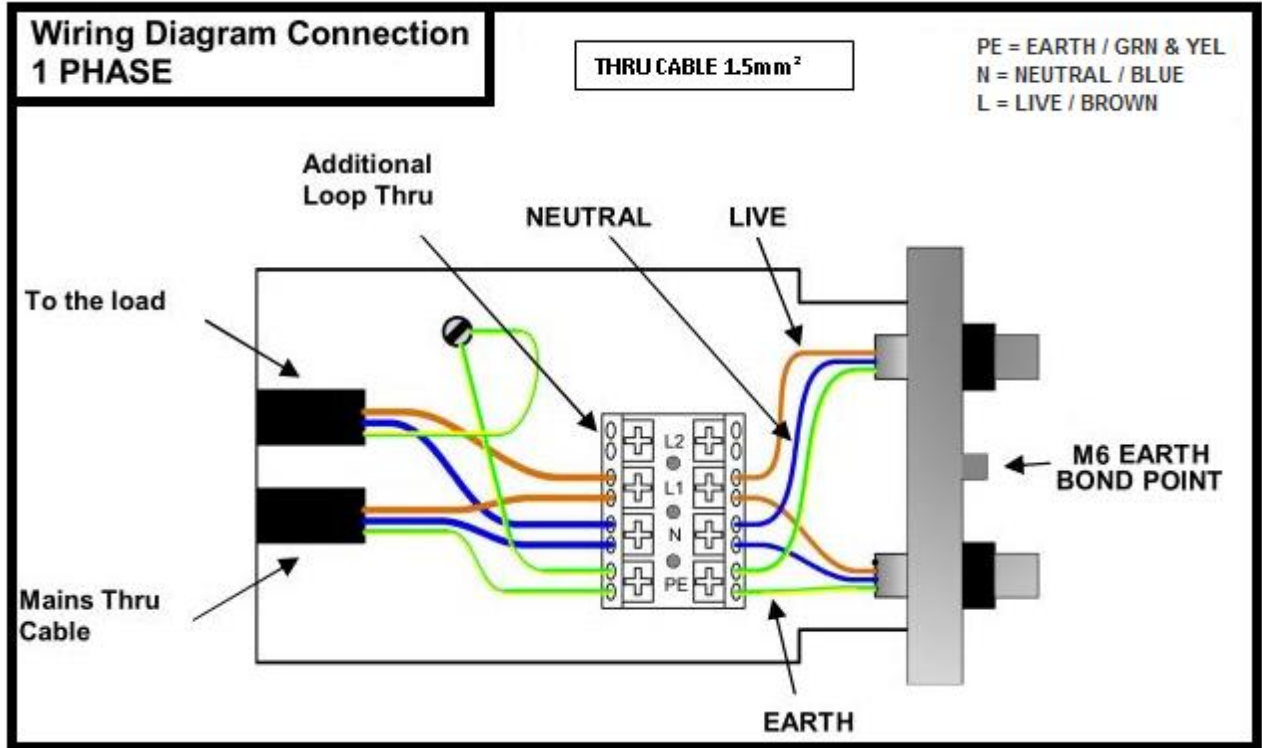 Wiring Diagram Connection
1 PHASE
THRU CABLE 1.5mm²
PE = EARTH / GRN & YEL
N = NEUTRAL / BLUE
L = LIVE / BROWN
Additional
Loop Thru
NEUTRAL
LIVE
To the load
L2
L1
N
PE
M6 EARTH
BOND POINT
Mains Thru
Cable
EARTH